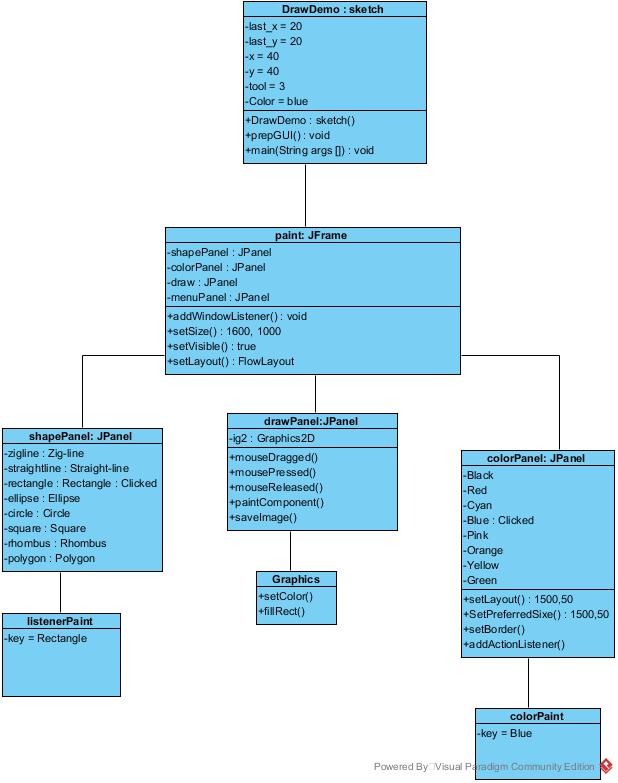 DrawDemo : sketch
-last_x = 20
-last_y = 20
-x = 40
-y = 40
-tool = 3
-Color = blue
+DrawDemo : sketch()
+prepGUI() : void
+main(String args []) : void
paint: JFrame
-shapePanel : JPanel
-colorPanel : JPanel
-draw : JPanel
-menuPanel : JPanel
+addWindowListener() : void
+setSize() : 1600, 1000
+setVisible() : true
+setLayout() : FlowLayout
shapePanel: JPanel
-zigline : Zig-line
-straightline : Straight-line
-rectangle : Rectangle : Clicked
-ellipse : Ellipse
-circle : Circle
-square : Square
-rhombus : Rhombus
-polygon : Polygon
drawPanel:JPanel
-ig2 : Graphics2D
+mouseDragged()
+mousePressed()
+mouseReleased()
+paintComponent()
+saveImage()
colorPanel: JPanel
-Black
-Red
-Cyan
-Blue : Clicked
-Pink
-Orange
-Yellow
-Green
+setLayout() : 1500,50
+SetPreferredSixe() : 1500,50
+setBorder()
+addActionListener()
Graphics
+setColor()
+fillRect()
listenerPaint
-key = Rectangle
colorPaint
-key = Blue
Powered By Visual Paradigm Community Edition